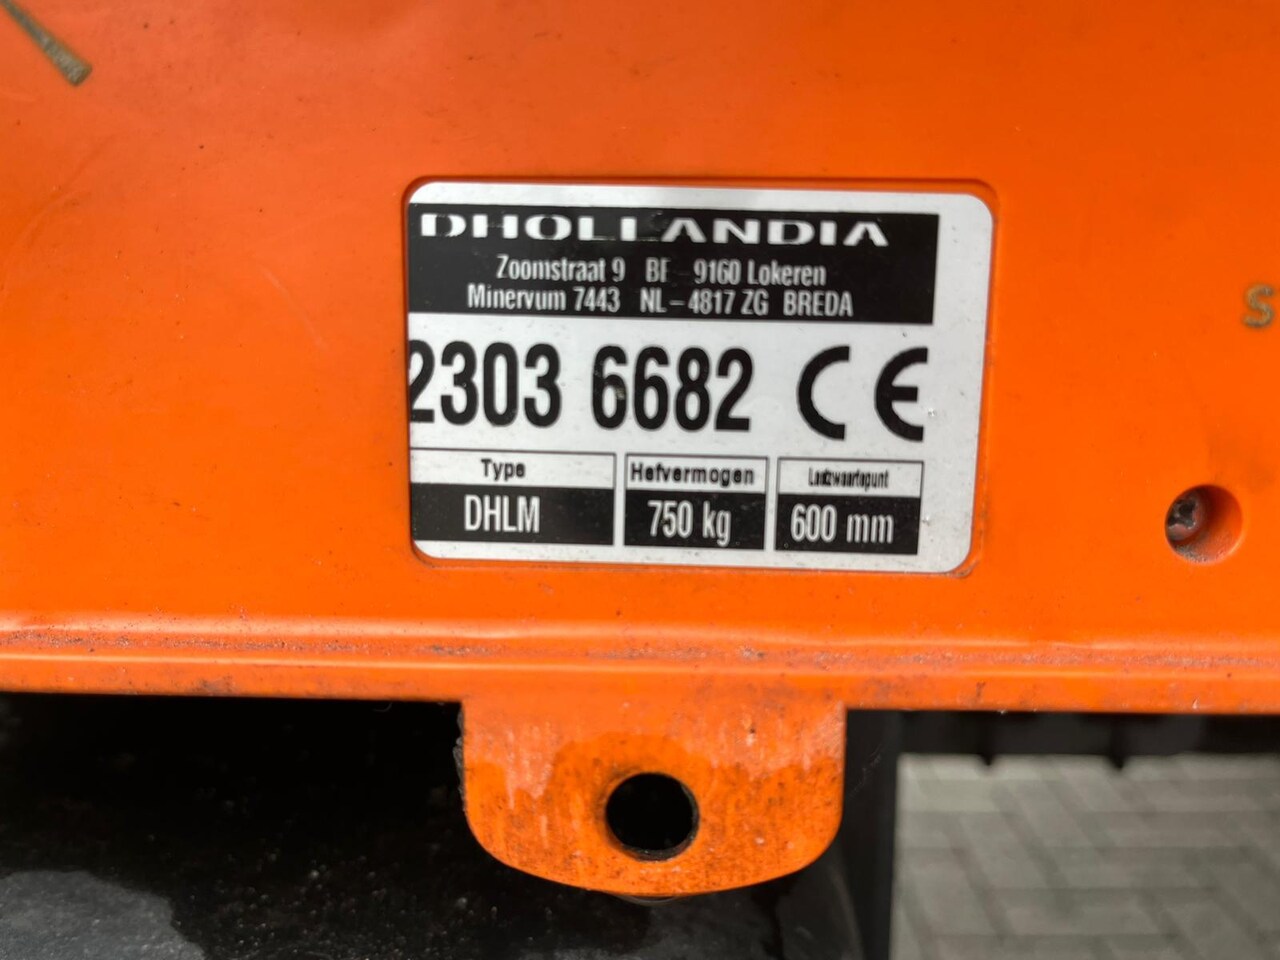 DHOLLANDIA
Zoomstraat 9 BE - 9160 Lokeren
Minervum 7443 NL - 4817 ZG BREDA
2303 6682 CE
Type Hefvermogen Lastzwaartepunt
DHLM 750 kg 600 mm
S